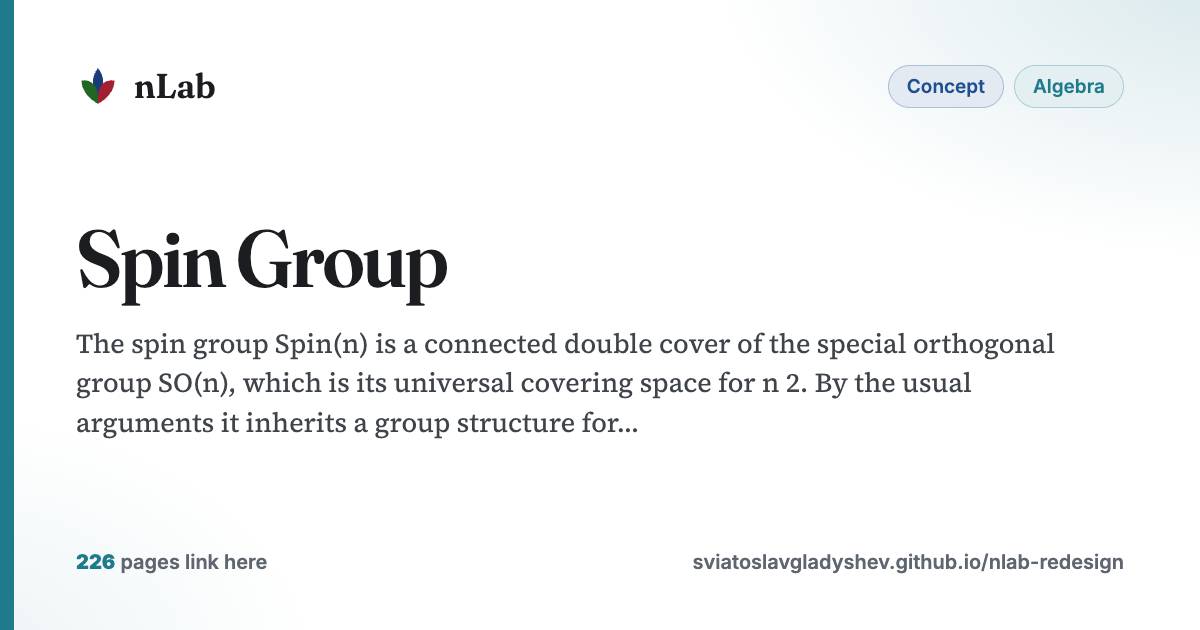 nLab
Concept
Algebra
Spin Group
The spin group Spin(n) is a connected double cover of the special orthogonal
group SO(n), which is its universal covering space for n 2. By the usual
arguments it inherits a group structure for...
226 pages link here
sviatoslavgladyshev.github.io/nlab-redesign